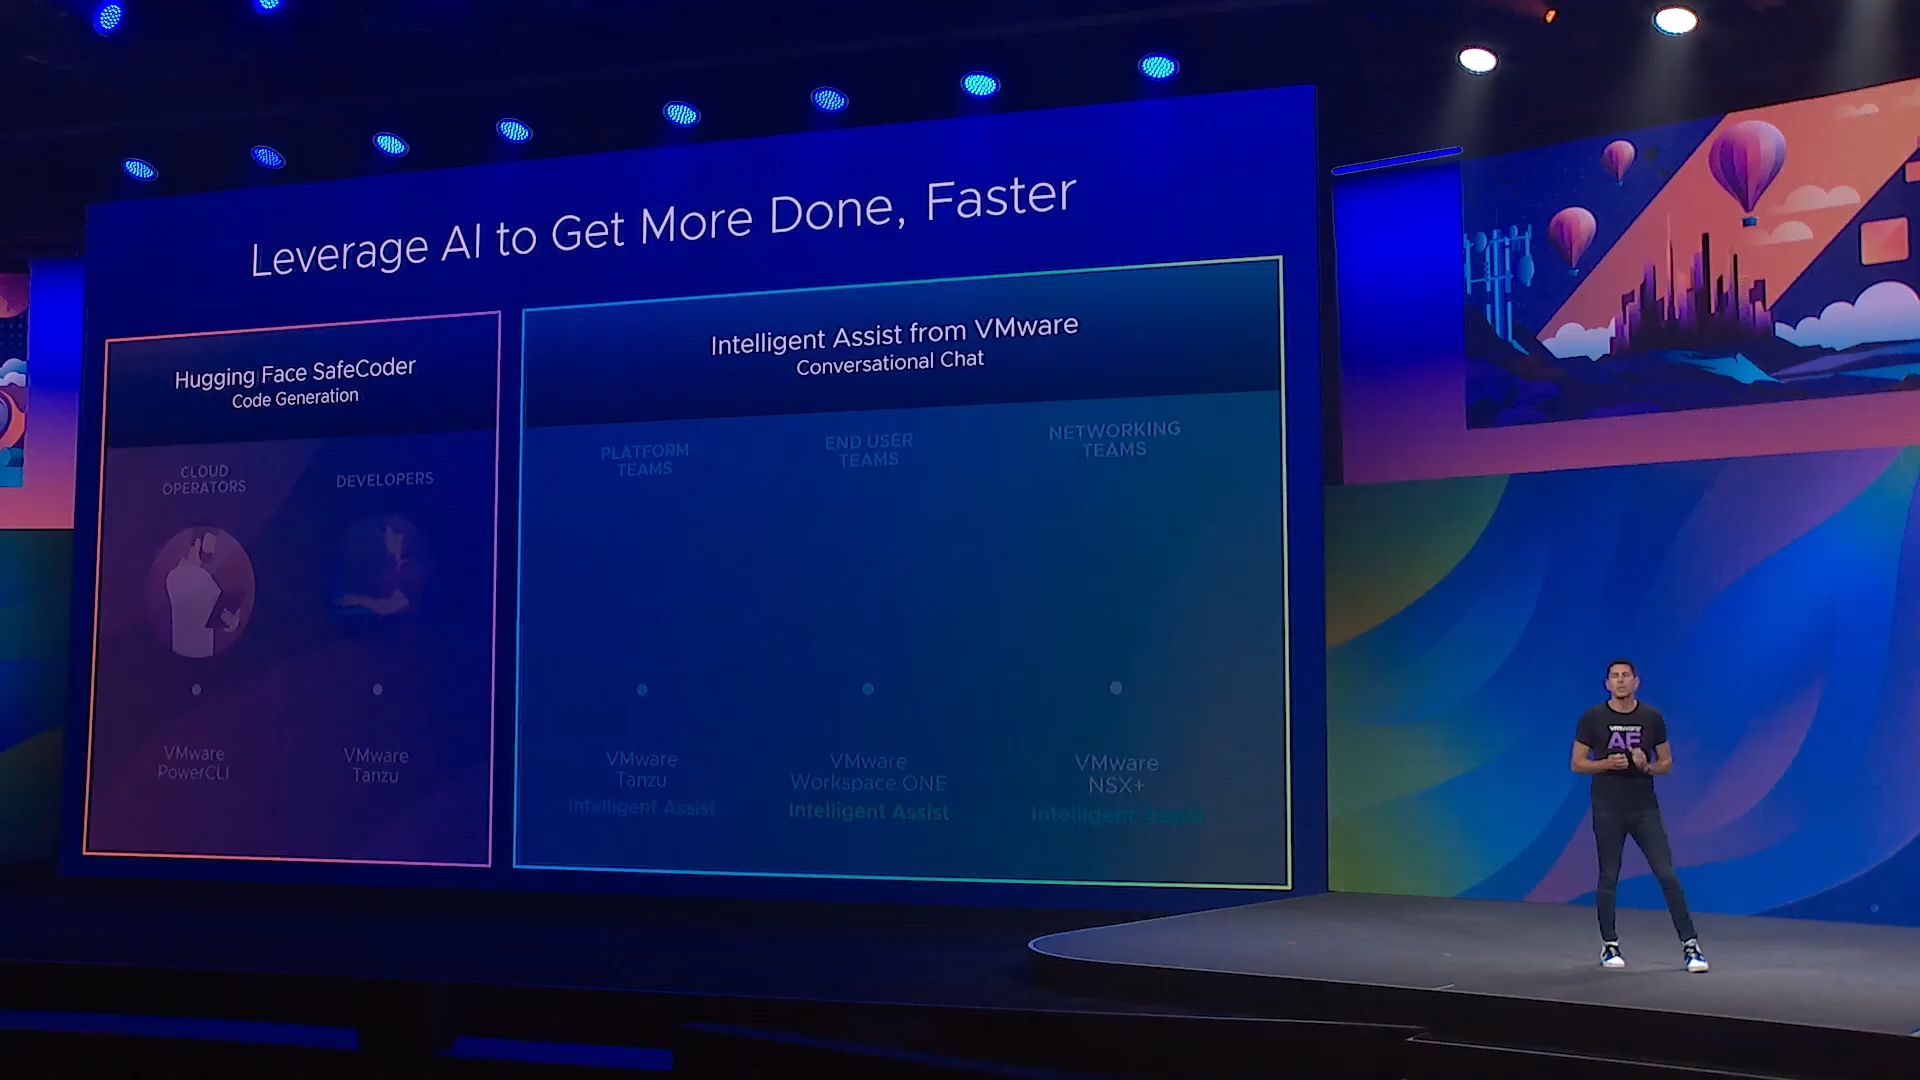 Leverage AI to Get More Done, Faster
Hugging Face SafeCoder
Code Generation
CLOUD
OPERATORS
DEVELOPERS
VMware
PowerCLI
VMware
Tanzu
Intelligent Assist from VMware
Conversational Chat
PLATFORM
TEAMS
END USER
TEAMS
NETWORKING
TEAMS
VMware
Tanzu
Intelligent Assist
VMware
Workspace ONE
Intelligent Assist
VMware
NSX+
Intelligent Assist
vmware